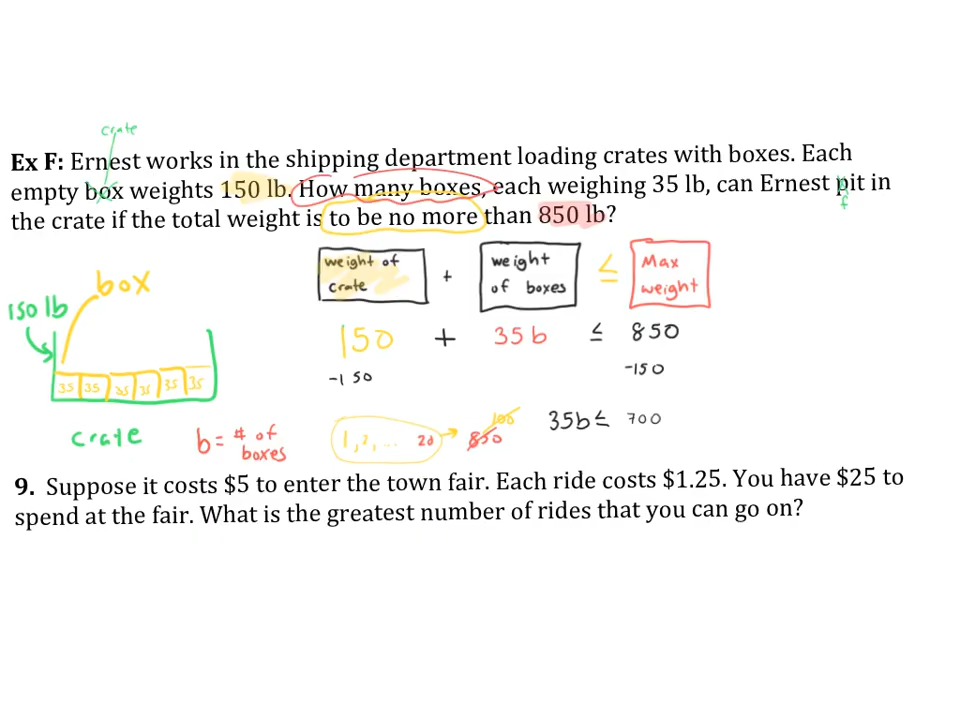 crate
Ex F: Ernest works in the shipping department loading crates with boxes. Each
empty box weights 150 lb. How many boxes, each weighing 35 lb, can Ernest pit in
f
the crate if the total weight is to be no more than 850 lb?
weight of crate + weight of boxes ≤ Max weight
box
150 lb
150 + 35b ≤ 850
-150 -150
35 35 35 35 35 35
crate
b = # of boxes
1, 2, ... 20 → 850 100
35b ≤ 700
9. Suppose it costs $5 to enter the town fair. Each ride costs $1.25. You have $25 to
spend at the fair. What is the greatest number of rides that you can go on?